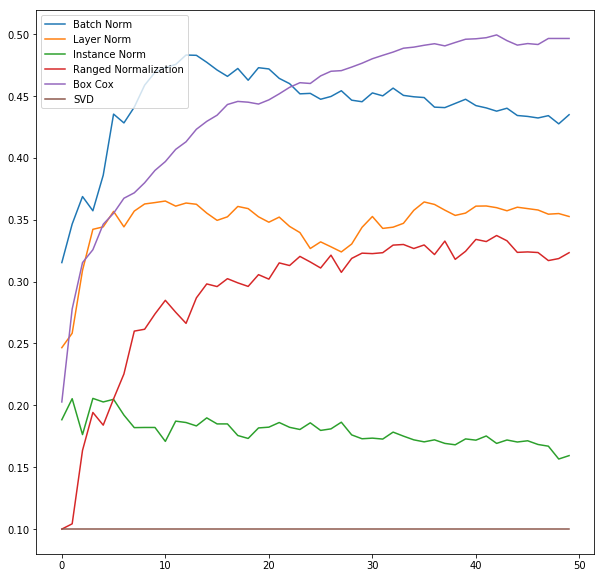 Batch Norm
Layer Norm
Instance Norm
Ranged Normalization
Box Cox
SVD
0.50
0.45
0.40
0.35
0.30
0.25
0.20
0.15
0.10
0 10 20 30 40 50